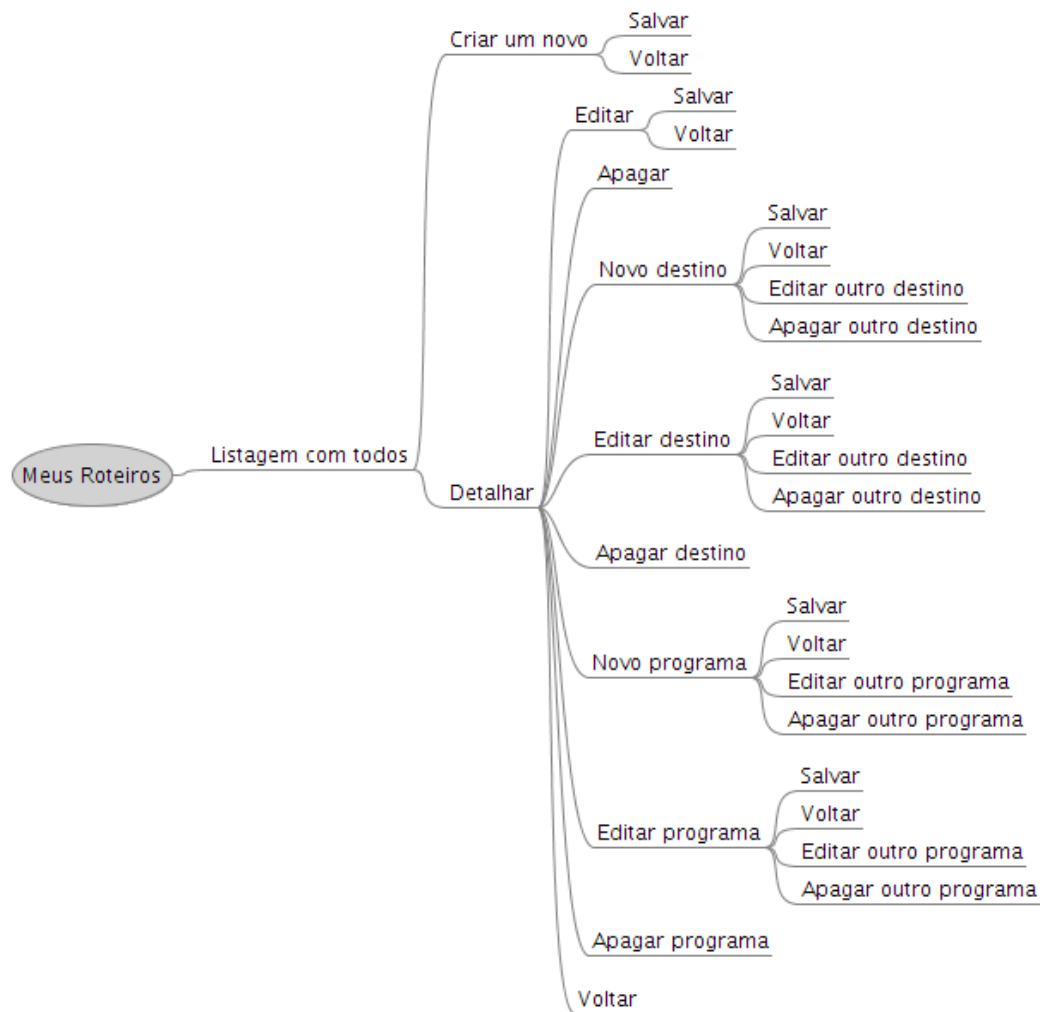 Meus Roteiros
Listagem com todos
Criar um novo
Salvar
Voltar
Detalhar
Editar
Salvar
Voltar
Apagar
Novo destino
Salvar
Voltar
Editar outro destino
Apagar outro destino
Editar destino
Salvar
Voltar
Editar outro destino
Apagar outro destino
Apagar destino
Novo programa
Salvar
Voltar
Editar outro programa
Apagar outro programa
Editar programa
Salvar
Voltar
Editar outro programa
Apagar outro programa
Apagar programa
Voltar